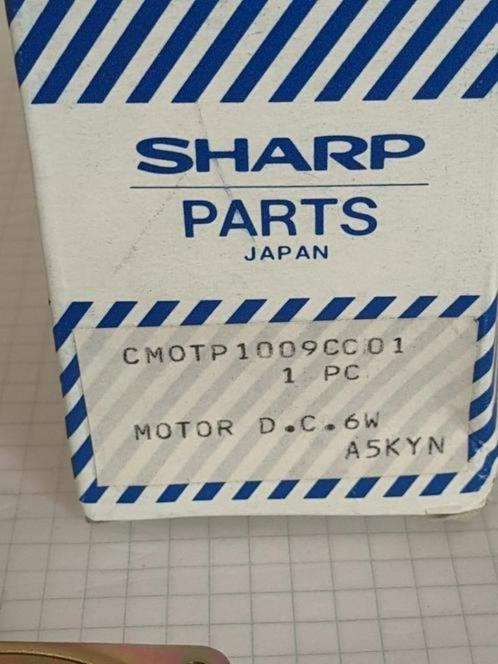 SHARP
PARTS
JAPAN
CMOTP1009CC01
1 PC
MOTOR D.C.6W
A5KYN